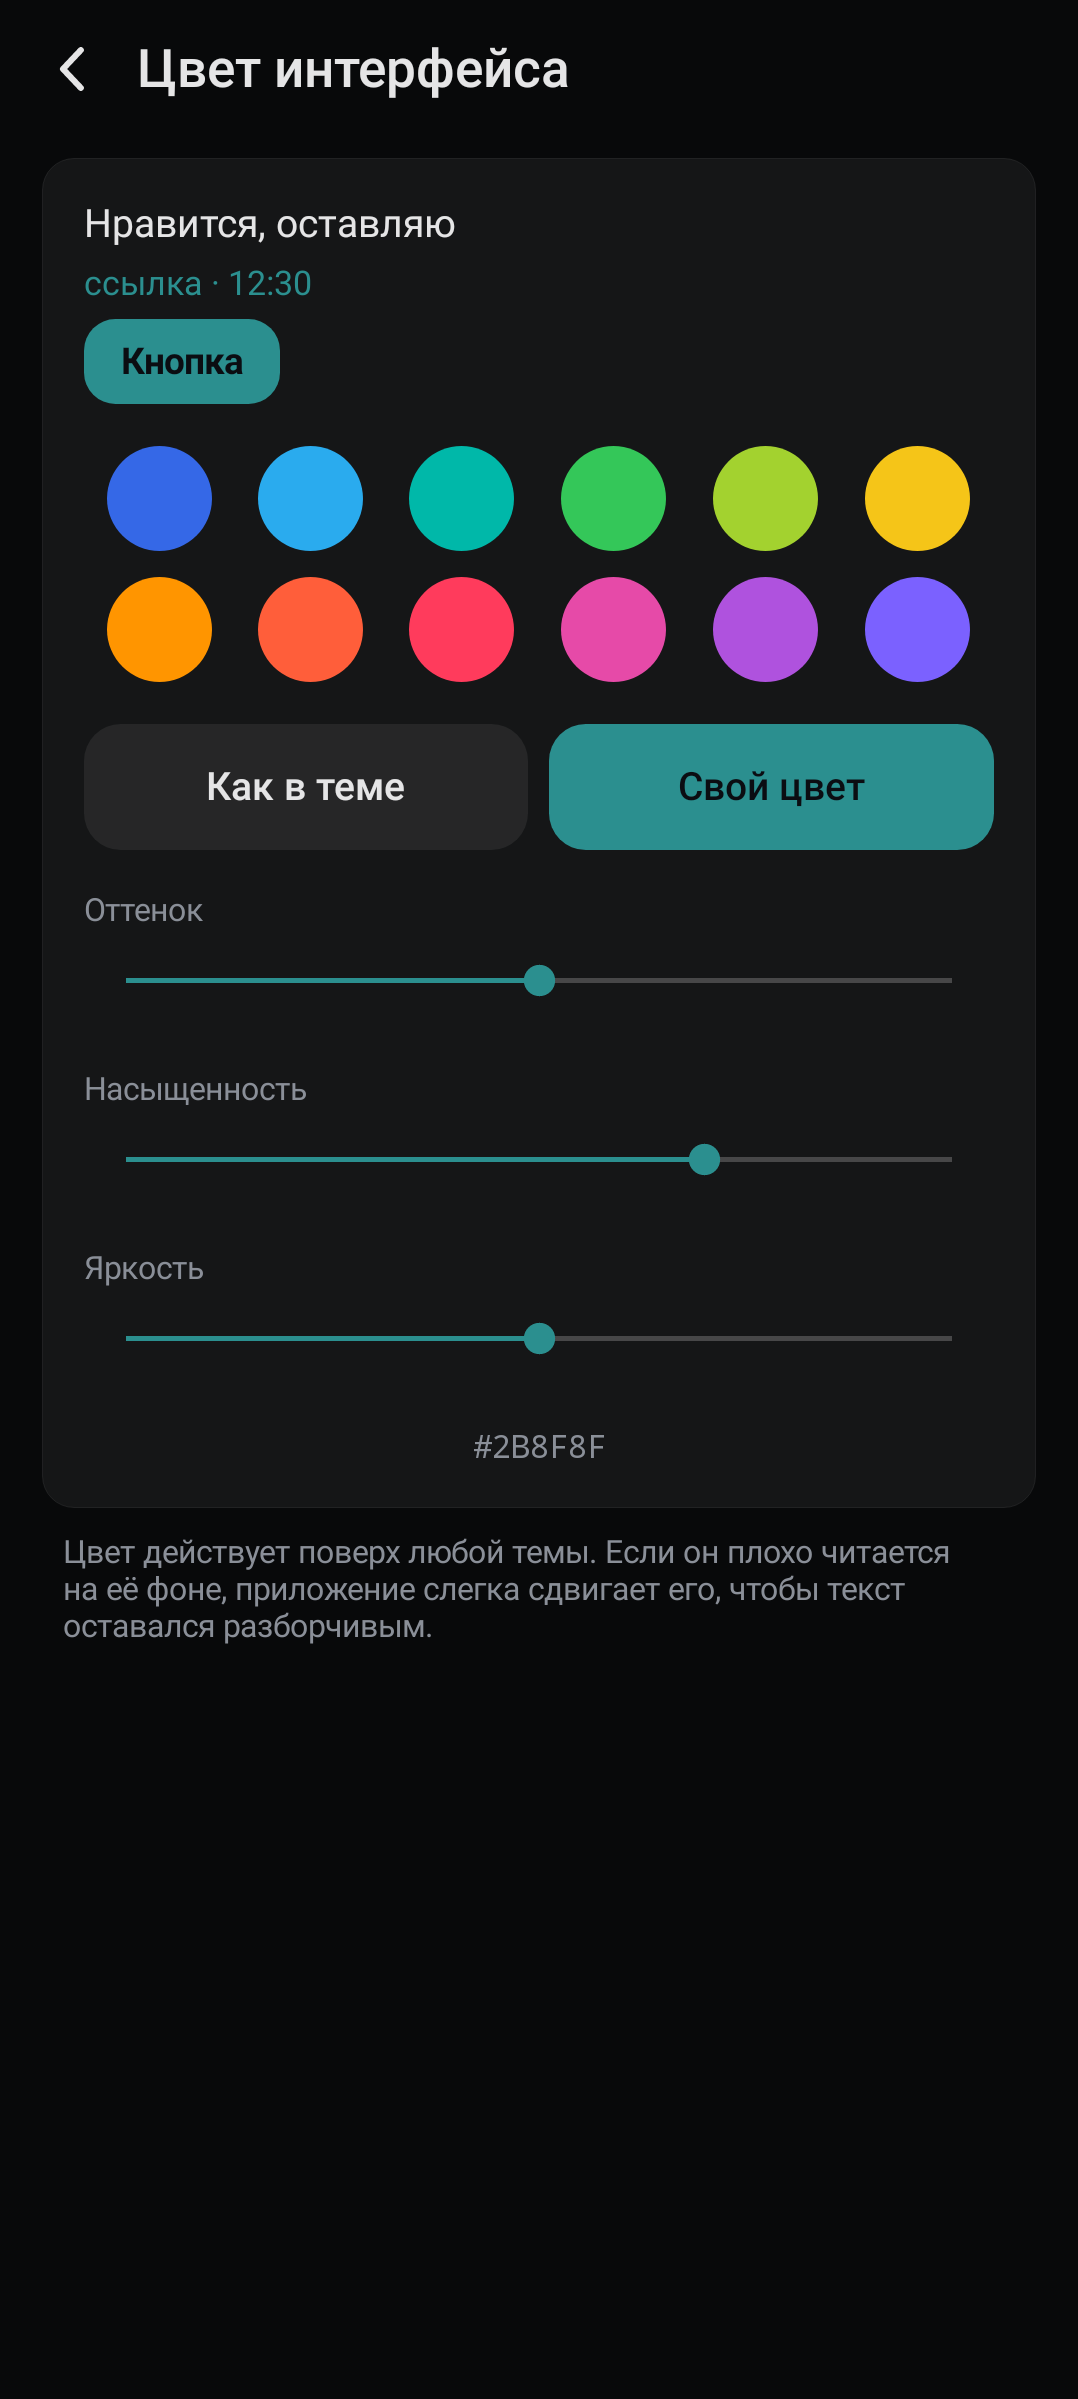 Цвет интерфейса
Нравится, оставляю
ссылка · 12:30
Кнопка
Как в теме
Свой цвет
Оттенок
Насыщенность
Яркость
#2B8F8F
Цвет действует поверх любой темы. Если он плохо читается
на её фоне, приложение слегка сдвигает его, чтобы текст
оставался разборчивым.